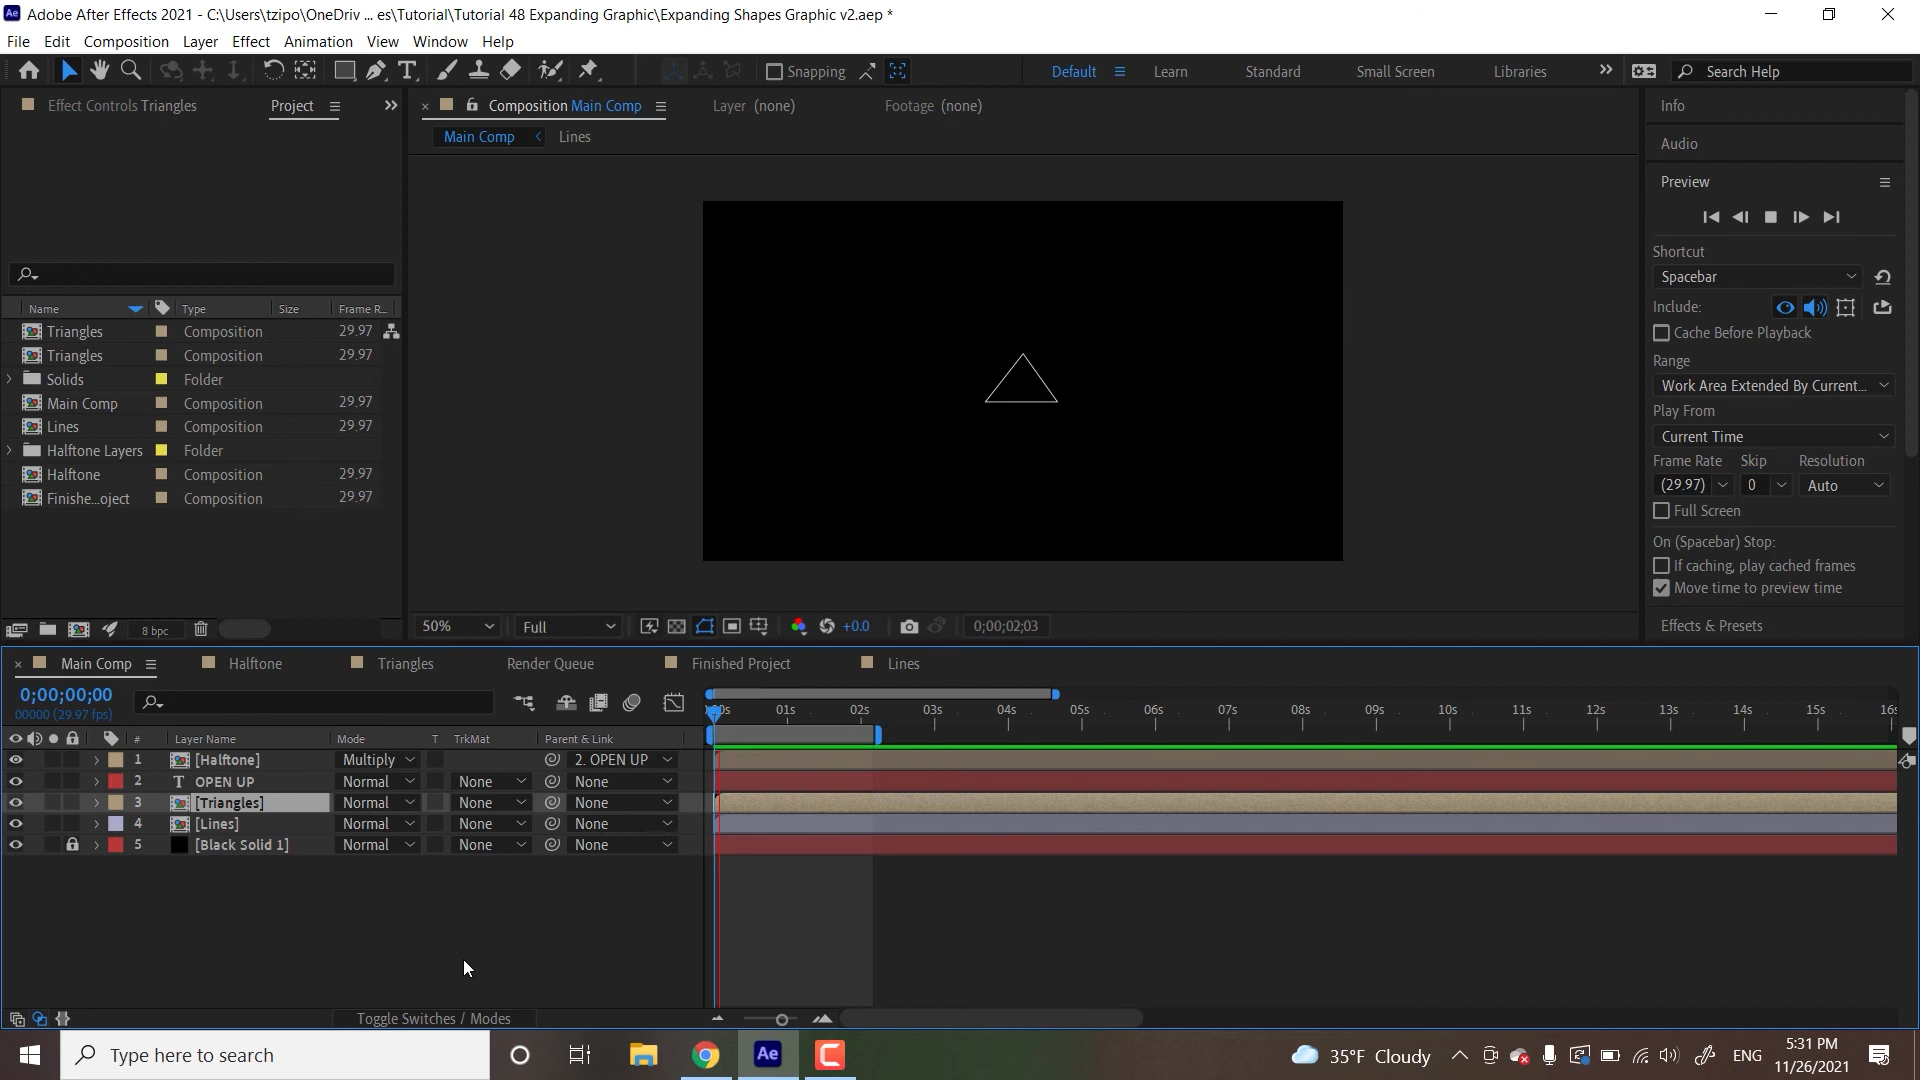 Adobe After Effects 2021 - C:\Users\tzipo\OneDriv ... es\Tutorial\Tutorial 48 Expanding Graphic\Expanding Shapes Graphic v2.aep *
File Edit Composition Layer Effect Animation View Window Help
Snapping Default Learn Standard Small Screen Libraries Search Help
Effect Controls Triangles Project
Composition Main Comp Layer (none) Footage (none)
Main Comp Lines
Info
Audio
Preview
Shortcut
Spacebar
Include:
Cache Before Playback
Range
Work Area Extended By Current...
Play From
Current Time
Frame Rate Skip Resolution
(29.97) 0 Auto
Full Screen
On (Spacebar) Stop:
If caching, play cached frames
Move time to preview time
Effects & Presets
Name Type Size Frame R...
Triangles Composition 29.97
Triangles Composition 29.97
Solids Folder
Main Comp Composition 29.97
Lines Composition 29.97
Halftone Layers Folder
Halftone Composition 29.97
Finishe...oject Composition 29.97
8 bpc
50% Full +0.0 0;00;02;03
Main Comp Halftone Triangles Render Queue Finished Project Lines
0;00;00;00
00000 (29.97 fps)
01s 02s 03s 04s 05s 06s 07s 08s 09s 10s 11s 12s 13s 14s 15s
# Layer Name Mode T TrkMat Parent & Link
1 [Halftone] Multiply 2. OPEN UP
2 T OPEN UP Normal None None
3 [Triangles] Normal None None
4 [Lines] Normal None None
5 [Black Solid 1] Normal None None
Toggle Switches / Modes
Type here to search
Ae
35°F Cloudy
ENG
5:31 PM
11/26/2021